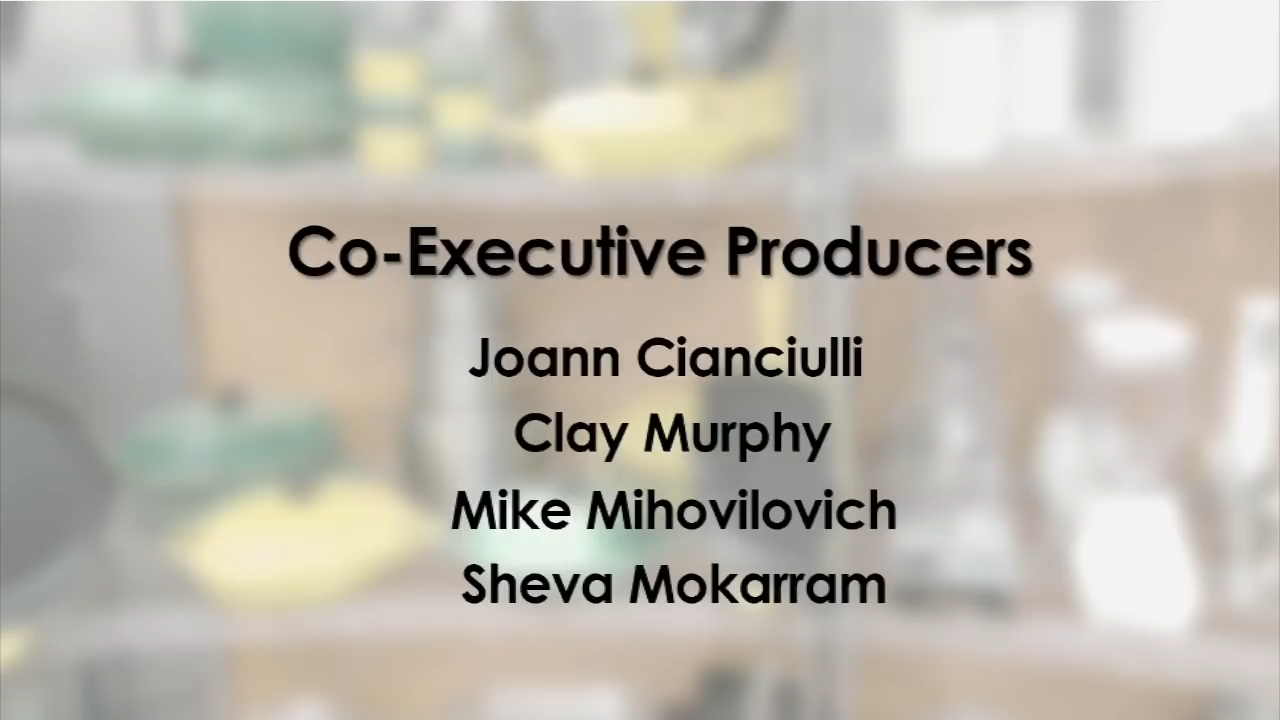 Co-Executive Producers
Joann Cianciulli
Clay Murphy
Mike Mihovilovich
Sheva Mokarram